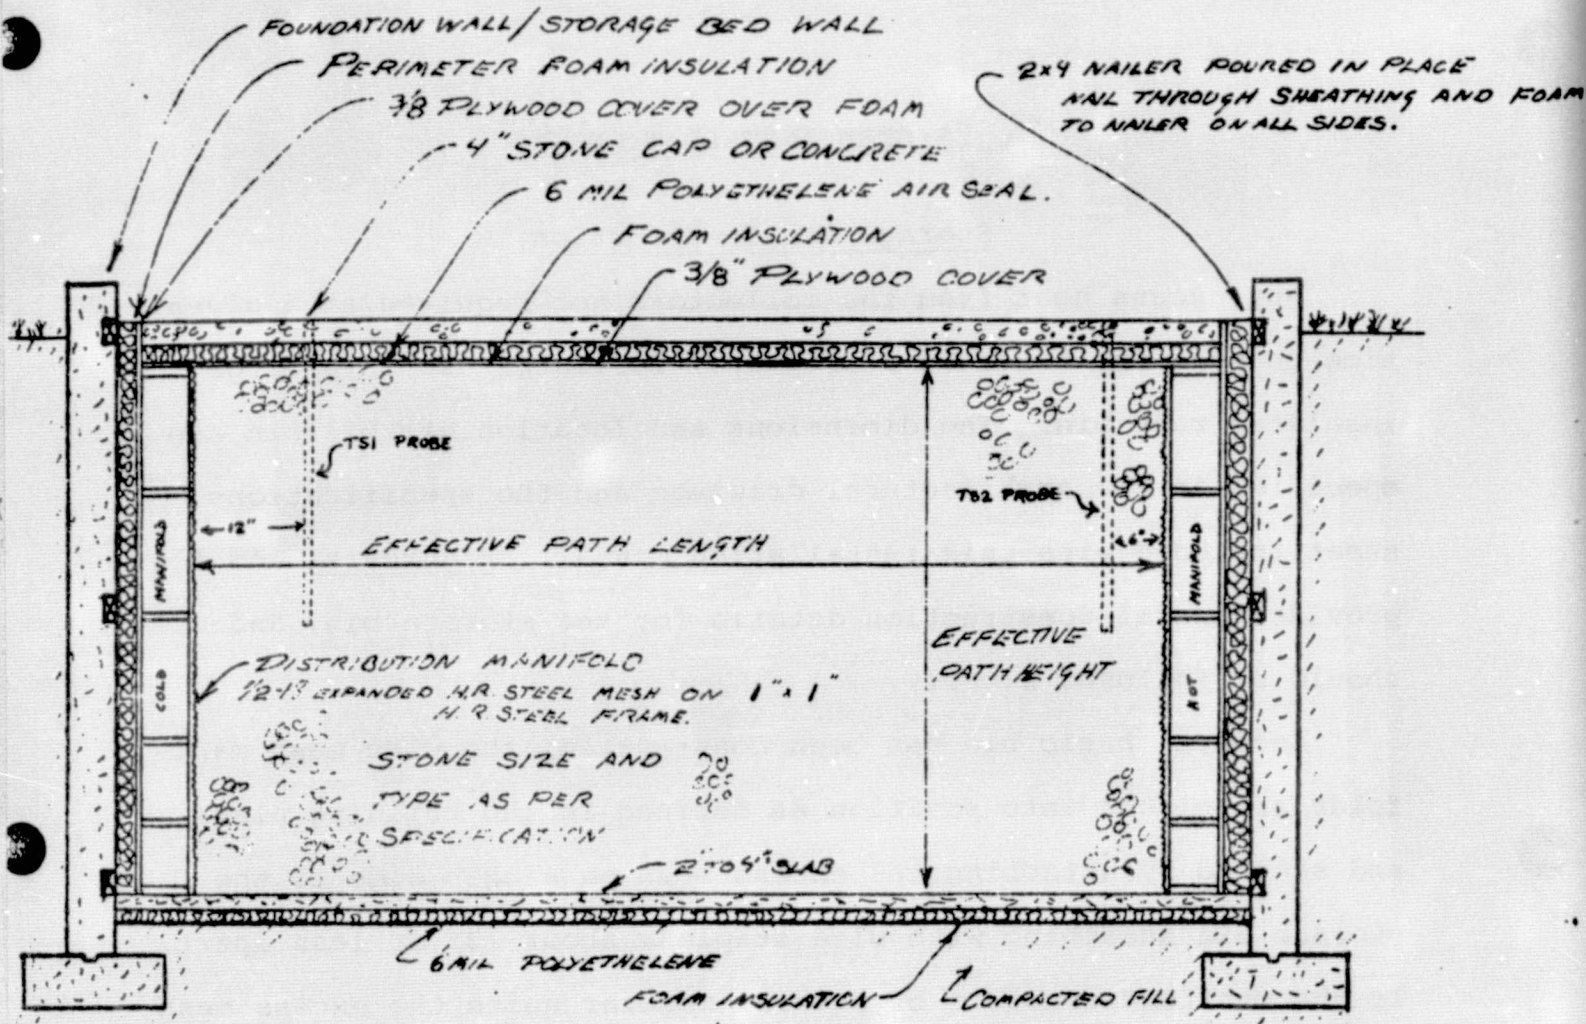 FOUNDATION WALL/STORAGE BED WALL
PERIMETER FOAM INSULATION
3/8 PLYWOOD COVER OVER FOAM
4" STONE CAP OR CONCRETE
6 MIL POLYETHELENE AIR SEAL.
FOAM INSULATION
3/8" PLYWOOD COVER
2x4 NAILER POURED IN PLACE
NAIL THROUGH SHEATHING AND FOAM
TO NAILER ON ALL SIDES.
TS1 PROBE
TS2 PROBE
12"
6"
EFFECTIVE PATH LENGTH
MANIFOLD
COLD
MANIFOLD
HOT
EFFECTIVE
PATH HEIGHT
DISTRIBUTION MANIFOLD
EXPANDED H.R. STEEL MESH ON 1" x 1"
H.R. STEEL FRAME.
STONE SIZE AND
TYPE AS PER
SPECIFICATION
2" TO 4" SLAB
6 MIL POLYETHELENE
FOAM INSULATION
COMPACTED FILL